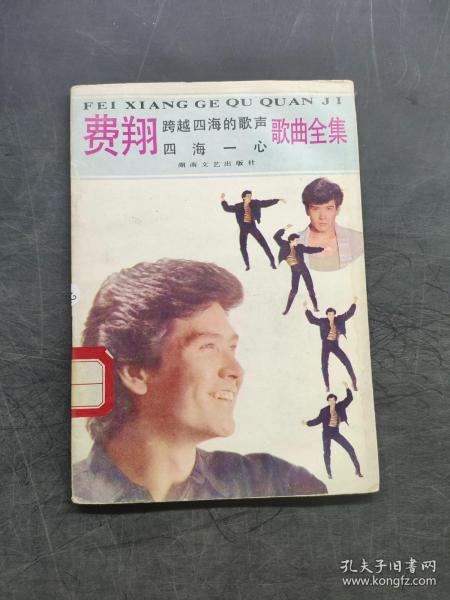 FEI XIANG GE QU QUAN JI
费翔 跨越四海的歌声 歌曲全集
四海一心
湖南文艺出版社
孔夫子旧书网
www.kongfz.com